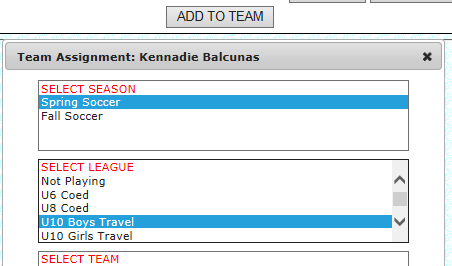 ADD TO TEAM
Team Assignment: Kennadie Balcunas
SELECT SEASON
Spring Soccer
Fall Soccer
SELECT LEAGUE
Not Playing
U6 Coed
U8 Coed
U10 Boys Travel
U10 Girls Travel
SELECT TEAM